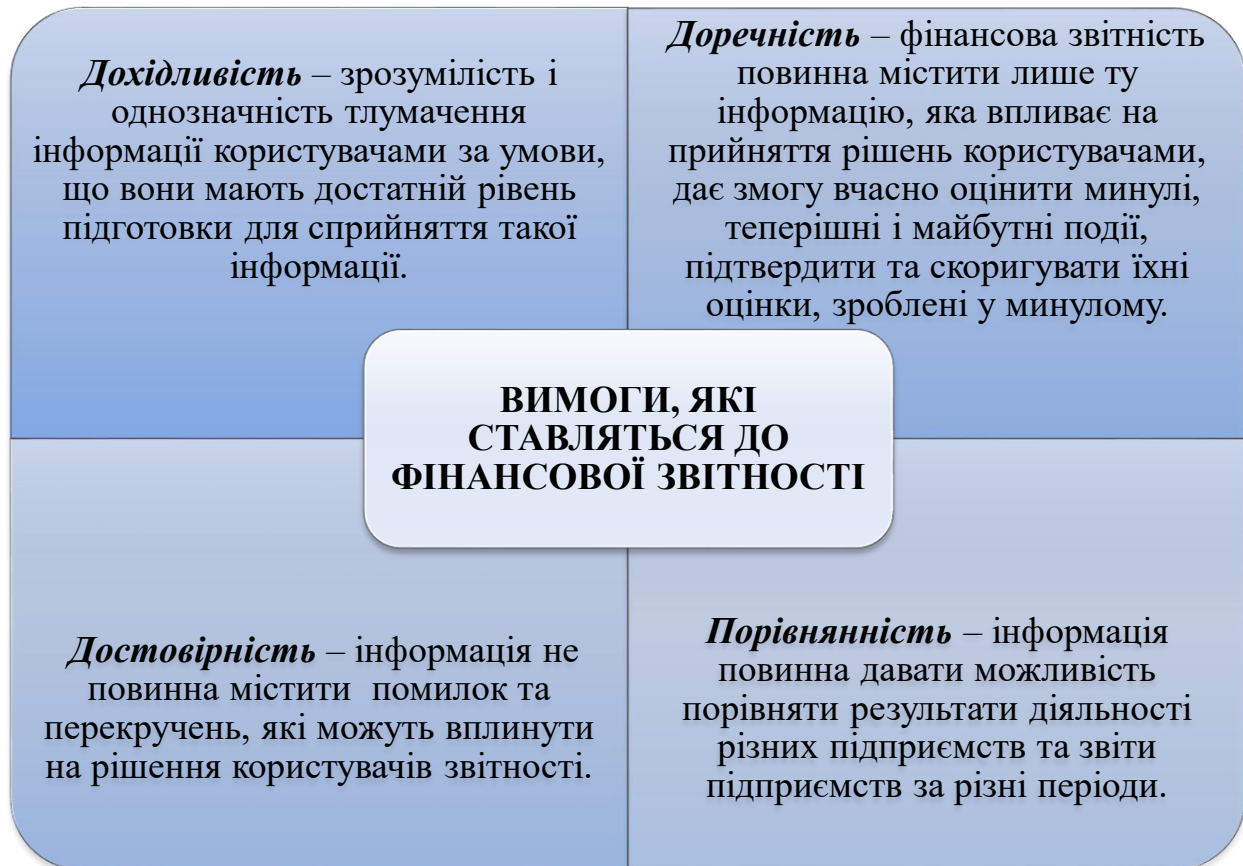 Дохідливість – зрозумілість і
однозначність тлумачення
інформації користувачами за умови,
що вони мають достатній рівень
підготовки для сприйняття такої
інформації.
Доречність – фінансова звітність
повинна містити лише ту
інформацію, яка впливає на
прийняття рішень користувачами,
дає змогу вчасно оцінити минулі,
теперішні і майбутні події,
підтвердити та скоригувати їхні
оцінки, зроблені у минулому.
ВИМОГИ, ЯКІ
СТАВЛЯТЬСЯ ДО
ФІНАНСОВОЇ ЗВІТНОСТІ
Достовірність – інформація не
повинна містити помилок та
перекручень, які можуть вплинути
на рішення користувачів звітності.
Порівнянність – інформація
повинна давати можливість
порівняти результати діяльності
різних підприємств та звіти
підприємств за різні періоди.